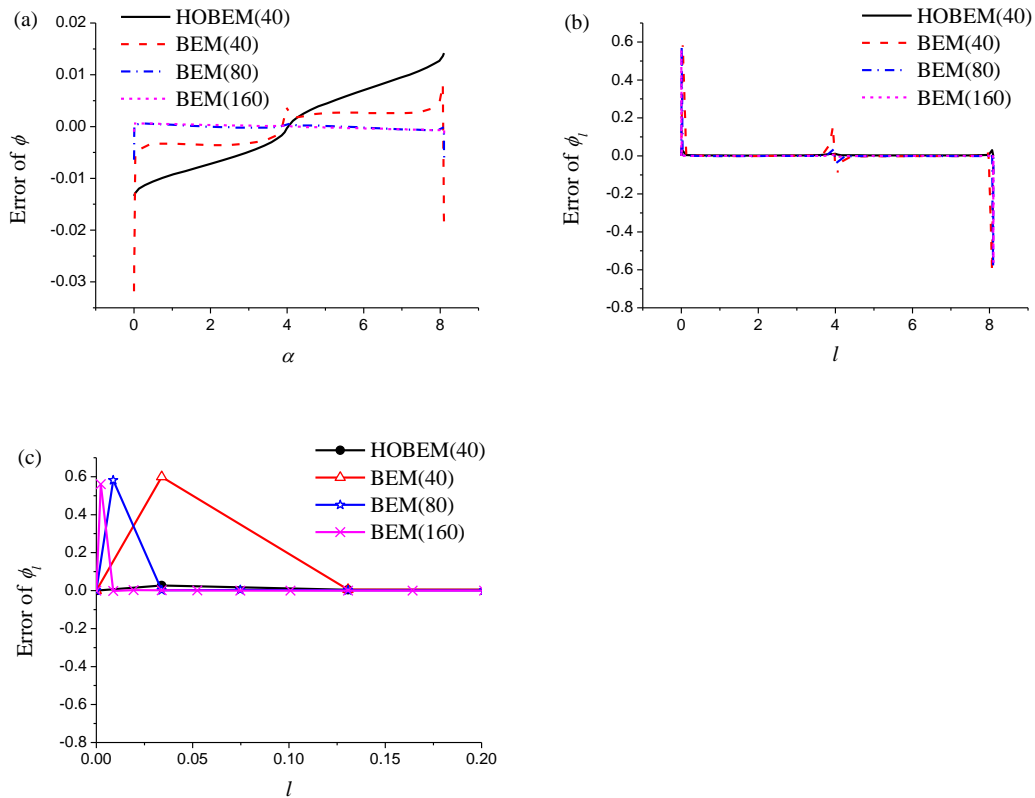 (a)
HOBEM(40)
BEM(40)
BEM(80)
BEM(160)
0.02
0.01
0.00
-0.01
-0.02
-0.03
Error of ϕ
0
2
4
6
8
α
(b)
HOBEM(40)
BEM(40)
BEM(80)
BEM(160)
0.6
0.4
0.2
0.0
-0.2
-0.4
-0.6
-0.8
Error of ϕ_l
0
2
4
6
8
l
(c)
HOBEM(40)
BEM(40)
BEM(80)
BEM(160)
0.6
0.4
0.2
0.0
-0.2
-0.4
-0.6
-0.8
Error of ϕ_l
0.00
0.05
0.10
0.15
0.20
l